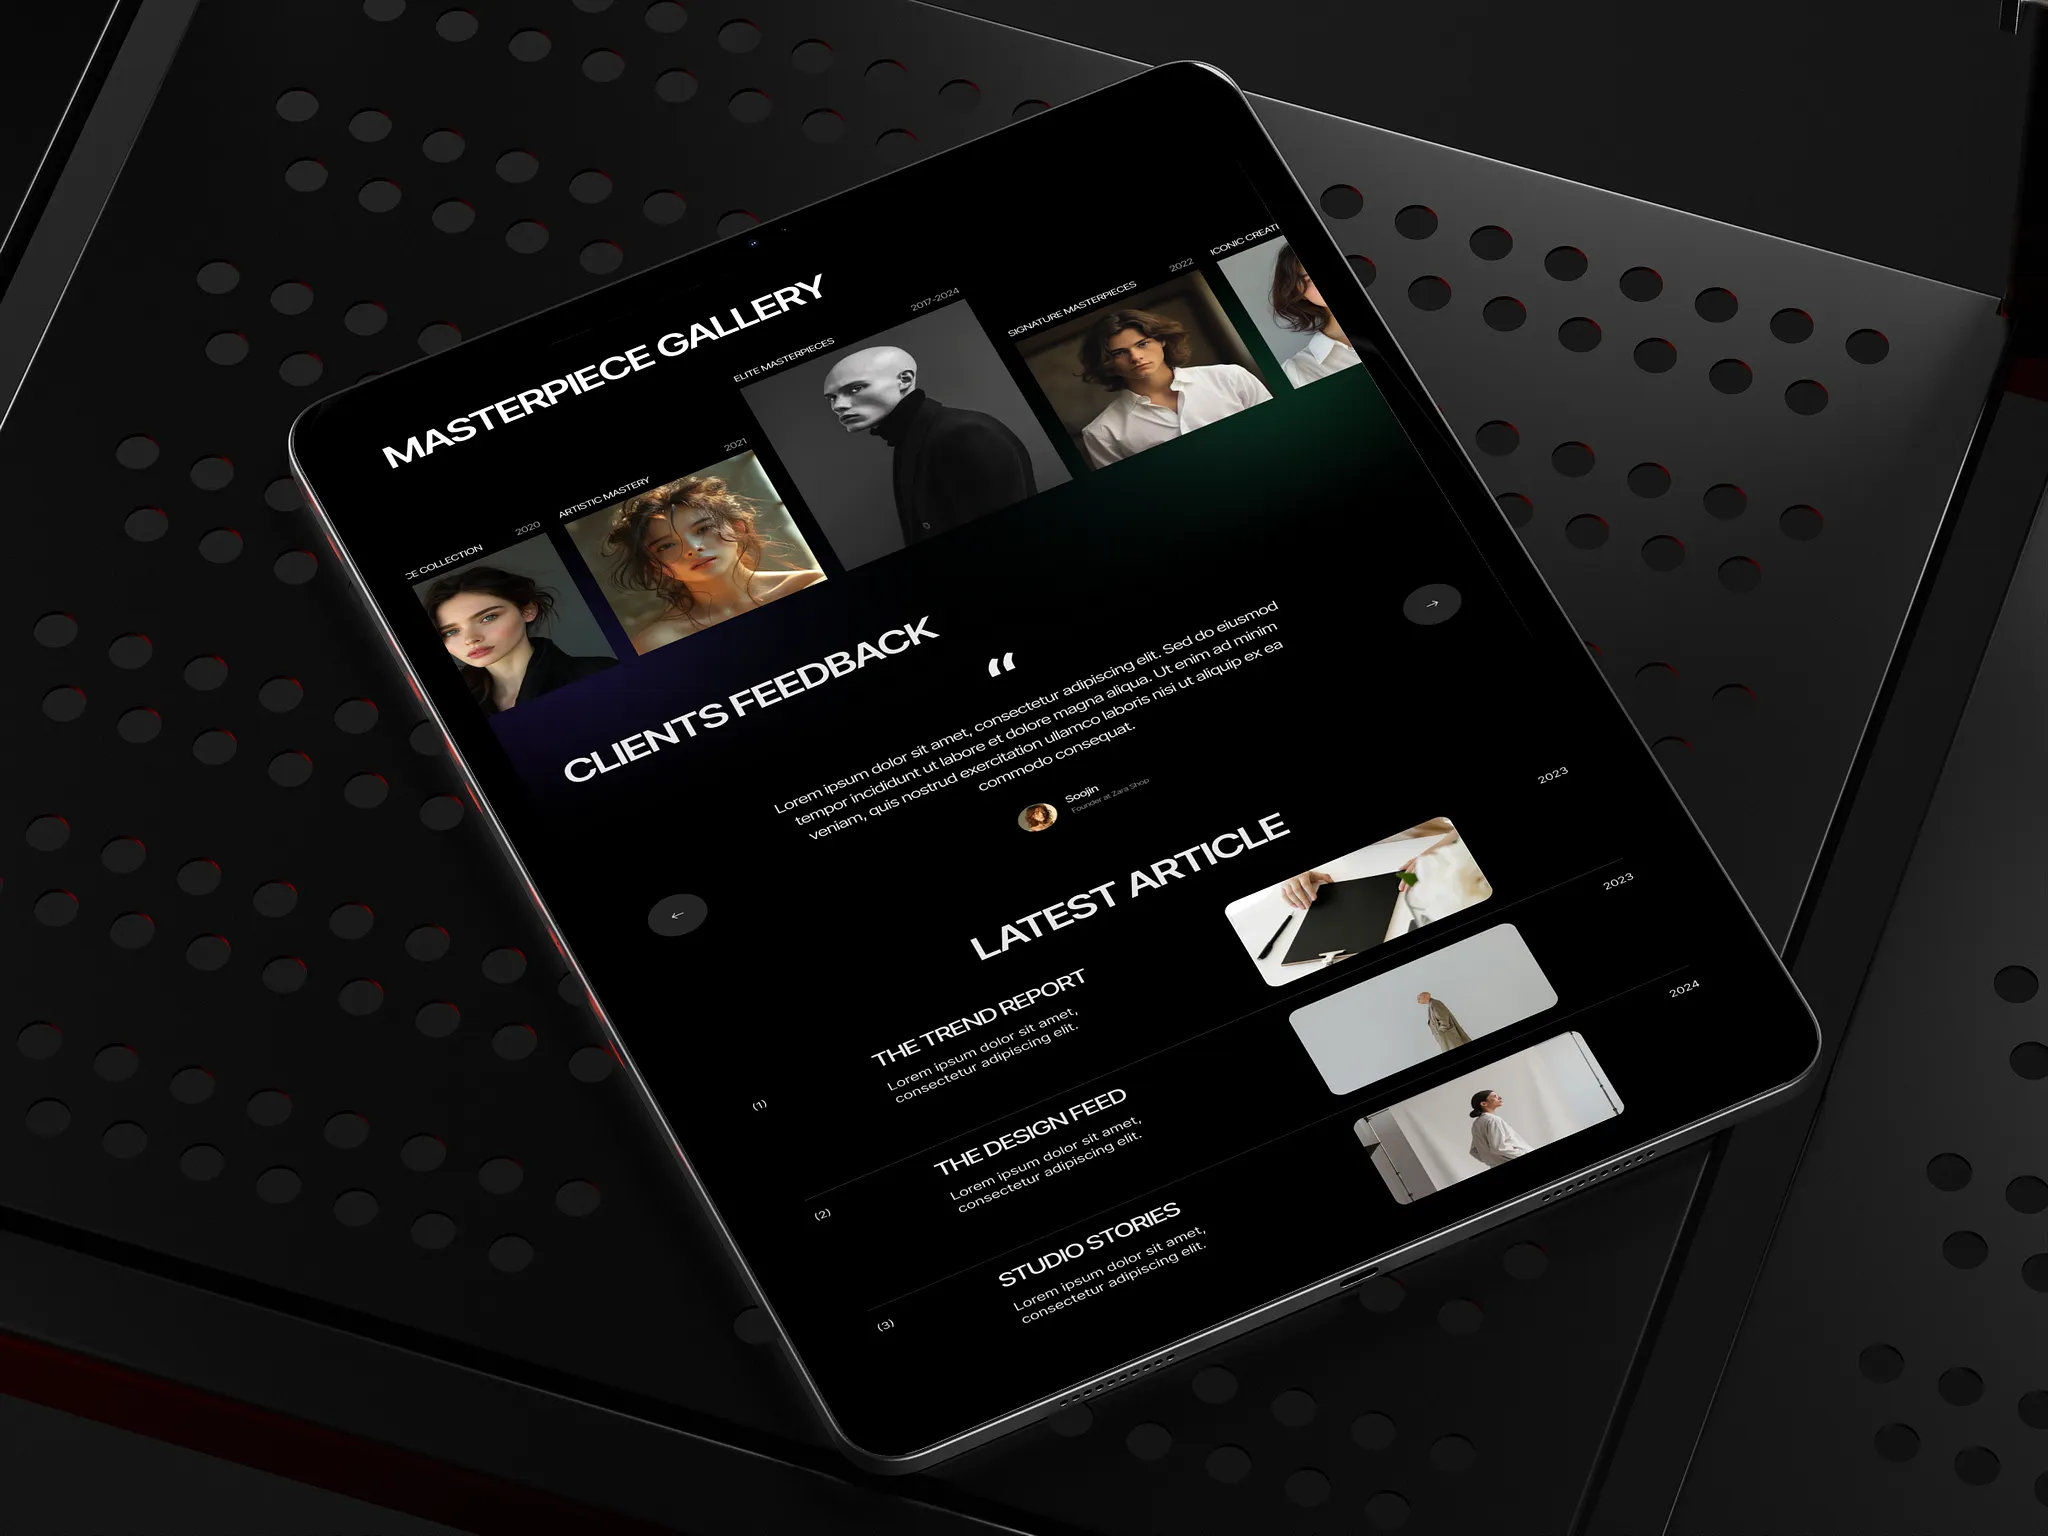 MASTERPIECE GALLERY
CE COLLECTION
2020
ARTISTIC MASTERY
2021
ELITE MASTERPIECES
2017-2024
SIGNATURE MASTERPIECES
2022
ICONIC
CLIENTS FEEDBACK
“
Lorem ipsum dolor sit amet, consectetur adipiscing elit. Sed do eiusmod
tempor incididunt ut labore et dolore magna aliqua. Ut enim ad minim
veniam, quis nostrud exercitation ullamco laboris nisi ut aliquip ex ea
commodo consequat.
Soojin
Founder at Zara Shop
←
→
LATEST ARTICLE
(1)
THE TREND REPORT
Lorem ipsum dolor sit amet,
consectetur adipiscing elit.
2023
(2)
THE DESIGN FEED
Lorem ipsum dolor sit amet,
consectetur adipiscing elit.
2023
(3)
STUDIO STORIES
Lorem ipsum dolor sit amet,
consectetur adipiscing elit.
2024